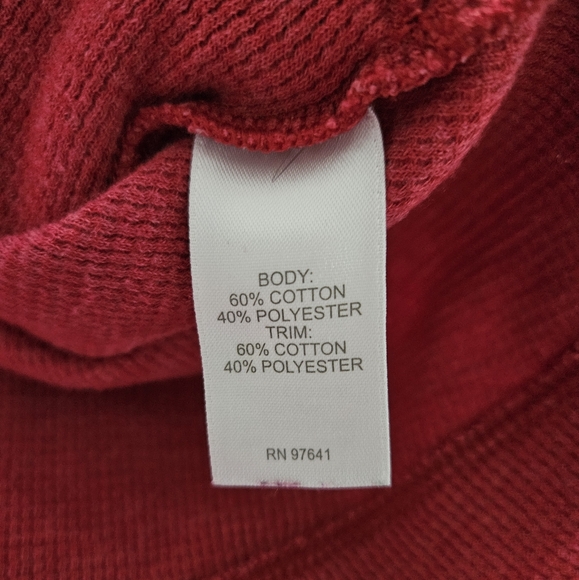 BODY:
60% COTTON
40% POLYESTER
TRIM:
60% COTTON
40% POLYESTER
RN 97641